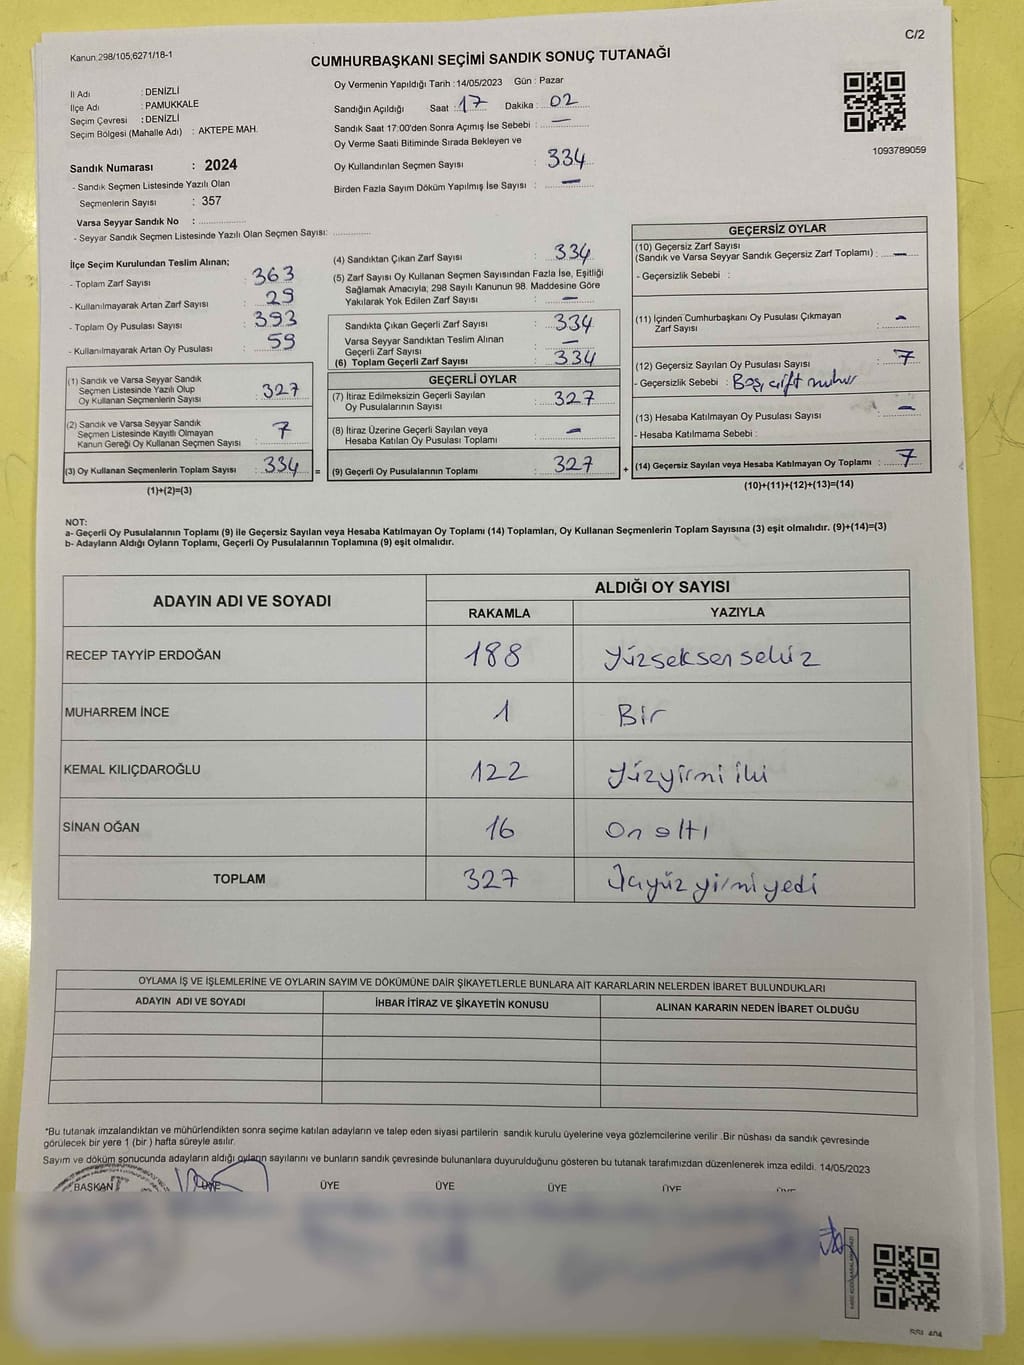 C/2
Kanun.298/105,6271/18-1
CUMHURBAŞKANI SEÇİMİ SANDIK SONUÇ TUTANAĞI
İl Adı : DENİZLİ
İlçe Adı : PAMUKKALE
Seçim Çevresi : DENİZLİ
Seçim Bölgesi (Mahalle Adı) : AKTEPE MAH.
Sandık Numarası : 2024
- Sandık Seçmen Listesinde Yazılı Olan
Seçmenlerin Sayısı : 357
Varsa Seyyar Sandık No :
- Seyyar Sandık Seçmen Listesinde Yazılı Olan Seçmen Sayısı:
Oy Vermenin Yapıldığı Tarih :14/05/2023 Gün : Pazar
Sandığın Açıldığı Saat : 17 Dakika : 02
Sandık Saat 17:00'den Sonra Açımış İse Sebebi : —
Oy Verme Saati Bitiminde Sırada Bekleyen ve
Oy Kullandırılan Seçmen Sayısı : 334
Birden Fazla Sayım Döküm Yapılmış İse Sayısı : —
1093789059
İlçe Seçim Kurulundan Teslim Alınan;
- Toplam Zarf Sayısı : 363
- Kullanılmayarak Artan Zarf Sayısı : 29
- Toplam Oy Pusulası Sayısı : 393
- Kullanılmayarak Artan Oy Pusulası : 59
(1) Sandık ve Varsa Seyyar Sandık
Seçmen Listesinde Yazılı Olup
Oy Kullanan Seçmenlerin Sayısı : 327
(2) Sandık ve Varsa Seyyar Sandık
Seçmen Listesinde Kayıtlı Olmayan
Kanun Gereği Oy Kullanan Seçmen Sayısı : 7
(3) Oy Kullanan Seçmenlerin Toplam Sayısı : 334 =
(1)+(2)=(3)
(4) Sandıktan Çıkan Zarf Sayısı : 334
(5) Zarf Sayısı Oy Kullanan Seçmen Sayısından Fazla İse, Eşitliği
Sağlamak Amacıyla; 298 Sayılı Kanunun 98. Maddesine Göre
Yakılarak Yok Edilen Zarf Sayısı : —
Sandıkta Çıkan Geçerli Zarf Sayısı : 334
Varsa Seyyar Sandıktan Teslim Alınan
Geçerli Zarf Sayısı : —
(6) Toplam Geçerli Zarf Sayısı : 334
GEÇERLİ OYLAR
(7) İtiraz Edilmeksizin Geçerli Sayılan
Oy Pusulalarının Sayısı : 327
(8) İtiraz Üzerine Geçerli Sayılan veya
Hesaba Katılan Oy Pusulası Toplamı : —
(9) Geçerli Oy Pusulalarının Toplamı : 327 +
GEÇERSİZ OYLAR
(10) Geçersiz Zarf Sayısı
(Sandık ve Varsa Seyyar Sandık Geçersiz Zarf Toplamı) : —
- Geçersizlik Sebebi :
(11) İçinden Cumhurbaşkanı Oy Pusulası Çıkmayan
Zarf Sayısı : -
(12) Geçersiz Sayılan Oy Pusulası Sayısı : 7
- Geçersizlik Sebebi : Boş, çift mühür
(13) Hesaba Katılmayan Oy Pusulası Sayısı : —
- Hesaba Katılmama Sebebi :
(14) Geçersiz Sayılan veya Hesaba Katılmayan Oy Toplamı : 7
(10)+(11)+(12)+(13)=(14)
NOT:
a- Geçerli Oy Pusulalarının Toplamı (9) ile Geçersiz Sayılan veya Hesaba Katılmayan Oy Toplamı (14) Toplamları, Oy Kullanan Seçmenlerin Toplam Sayısına (3) eşit olmalıdır. (9)+(14)=(3)
b- Adayların Aldığı Oyların Toplamı, Geçerli Oy Pusulalarının Toplamına (9) eşit olmalıdır.
ADAYIN ADI VE SOYADI
ALDIĞI OY SAYISI
RAKAMLA YAZIYLA
RECEP TAYYİP ERDOĞAN 188 Yüzseksensekiz
MUHARREM İNCE 1 Bir
KEMAL KILIÇDAROĞLU 122 Yüzyirmi iki
SİNAN OĞAN 16 On altı
TOPLAM 327 Üçyüz yirmi yedi
OYLAMA İŞ VE İŞLEMLERİNE VE OYLARIN SAYIM VE DÖKÜMÜNE DAİR ŞİKAYETLERLE BUNLARA AİT KARARLARIN NELERDEN İBARET BULUNDUKLARI
ADAYIN ADI VE SOYADI İHBAR İTİRAZ VE ŞİKAYETİN KONUSU ALINAN KARARIN NEDEN İBARET OLDUĞU
*Bu tutanak imzalandıktan ve mühürlendikten sonra seçime katılan adayların ve talep eden siyasi partilerin sandık kurulu üyelerine veya gözlemcilerine verilir .Bir nüshası da sandık çevresinde
görülecek bir yere 1 (bir ) hafta süreyle asılır.
Sayım ve döküm sonucunda adayların aldığı oyların sayılarını ve bunların sandık çevresinde bulunanlara duyurulduğunu gösteren bu tutanak tarafımızdan düzenlenerek imza edildi. 14/05/2023
BAŞKAN ÜYE ÜYE ÜYE ÜYE ÜYE ÜYE